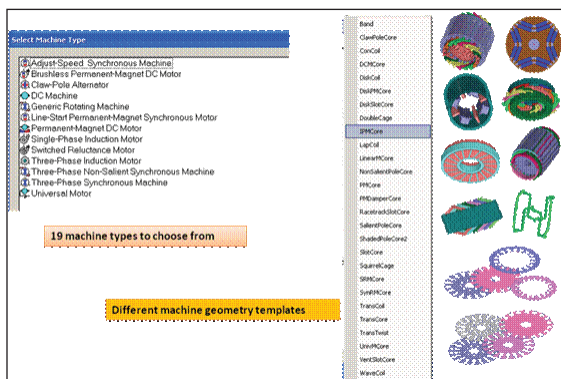 Select Machine Type
Adjust-Speed Synchronous Machine
Brushless Permanent-Magnet DC Motor
Claw-Pole Alternator
DC Machine
Generic Rotating Machine
Line-Start Permanent-Magnet Synchronous Motor
Permanent-Magnet DC Motor
Single-Phase Induction Motor
Switched Reluctance Motor
Three-Phase Induction Motor
Three-Phase Non-Salient Synchronous Machine
Three-Phase Synchronous Machine
Universal Motor
19 machine types to choose from
Different machine geometry templates
Band
ClawPoleCore
ConCoil
DCMCore
DiskCoil
DiskPMCore
DiskSlotCore
DoubleCage
IPMCore
LapCoil
LinearMCore
NonSalientPoleCore
PMCore
PMDamperCore
RacetrackSlotCore
SalientPoleCore
ShadedPoleCore2
SlotCore
SquirrelCage
SRMCore
SynRMCore
TransCoil
TransCore
TransTwist
UnivMCore
VentSlotCore
WaveCoil